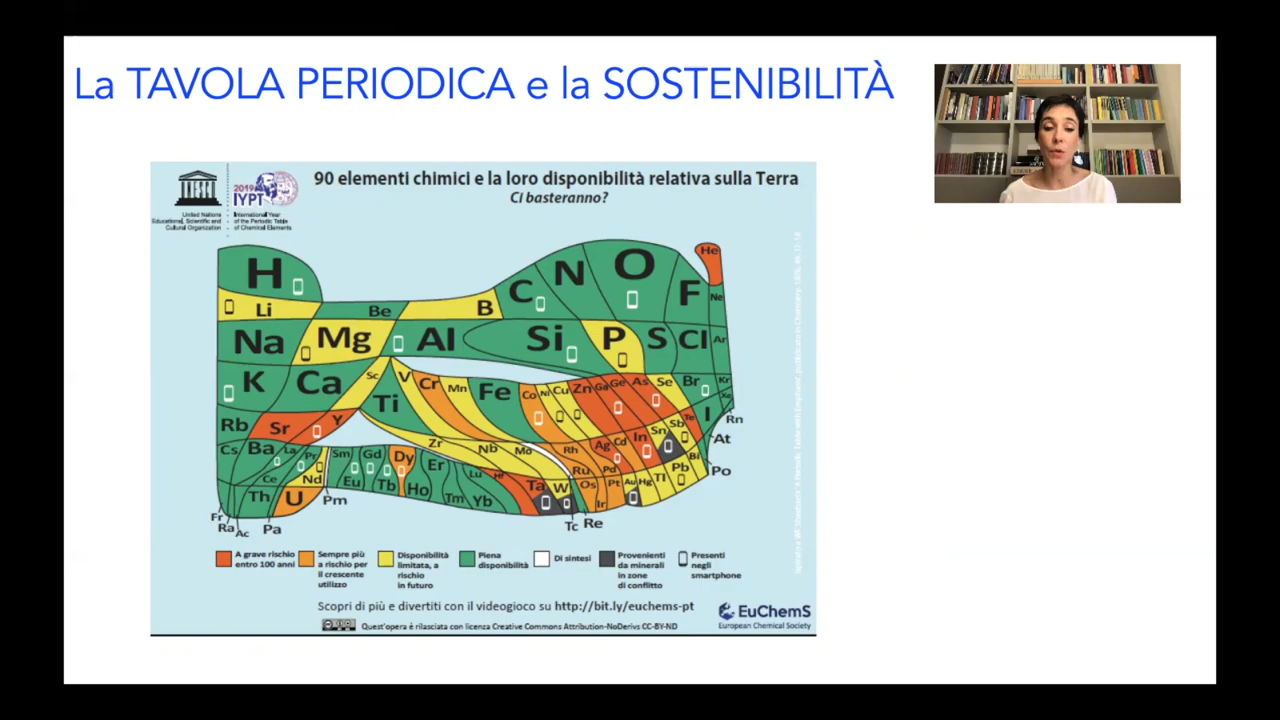 La TAVOLA PERIODICA e la SOSTENIBILITÀ
90 elementi chimici e la loro disponibilità relativa sulla Terra
Ci basteranno?
United Nations
Educational, Scientific and
Cultural Organization
2019
IYPT
International Year
of the Periodic Table
of Chemical Elements
H
He
Li
Be
B
C
N
O
F
Ne
Na
Mg
Al
Si
P
S
Cl
Ar
K
Ca
Sc
Ti
V
Cr
Mn
Fe
Co
Ni
Cu
Zn
Ga
Ge
As
Se
Br
Kr
Rb
Sr
Y
Zr
Nb
Mo
Rh
Ru
Pd
Ag
Cd
In
Sn
Sb
Te
I
Xe
Rn
Cs
Ba
La
Ce
Pr
Nd
Sm
Eu
Gd
Tb
Dy
Ho
Er
Tm
Yb
Lu
Hf
Ta
W
Os
Ir
Pt
Au
Hg
Tl
Pb
Bi
At
Po
Th
U
Pm
Fr
Ra
Ac
Pa
Tc
Re
A grave rischio
entro 100 anni
Sempre più
a rischio per
il crescente
utilizzo
Disponibilità
limitata, a
rischio
in futuro
Piena
disponibilità
Di sintesi
Provenienti
da minerali
in zone
di conflitto
Presenti
negli
smartphone
Scopri di più e divertiti con il videogioco su http://bit.ly/euchems-pt
Quest'opera è rilasciata con licenza Creative Commons Attribution-NoDerivs CC-BY-ND
EuChemS
European Chemical Society